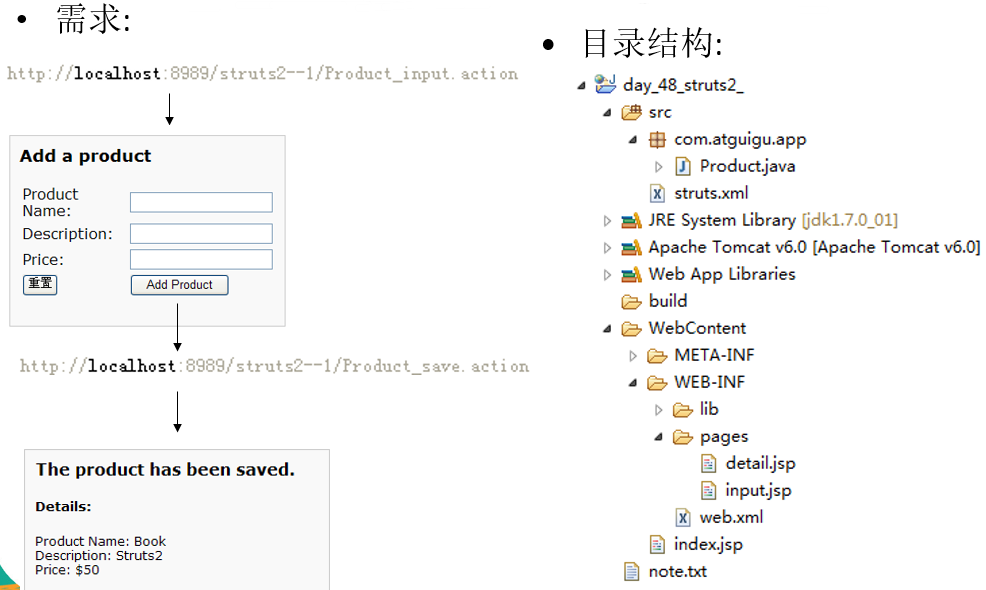 • 需求:
http://localhost:8989/struts2--1/Product_input.action
Add a product
Product
Name:
Description:
Price:
重置
Add Product
http://localhost:8989/struts2--1/Product_save.action
The product has been saved.
Details:
Product Name: Book
Description: Struts2
Price: $50
• 目录结构:
day_48_struts2_
src
com.atguigu.app
Product.java
struts.xml
JRE System Library [jdk1.7.0_01]
Apache Tomcat v6.0 [Apache Tomcat v6.0]
Web App Libraries
build
WebContent
META-INF
WEB-INF
lib
pages
detail.jsp
input.jsp
web.xml
index.jsp
note.txt